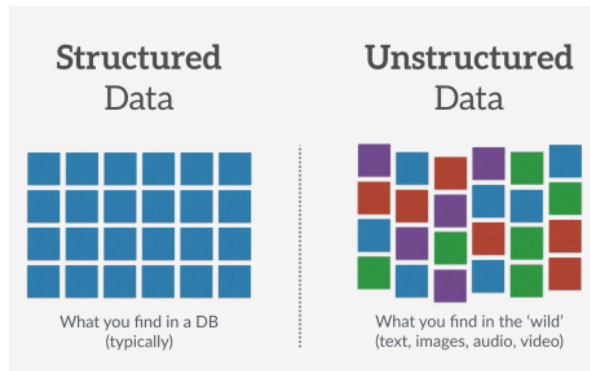 Structured
Data
What you find in a DB
(typically)
Unstructured
Data
What you find in the ‘wild’
(text, images, audio, video)